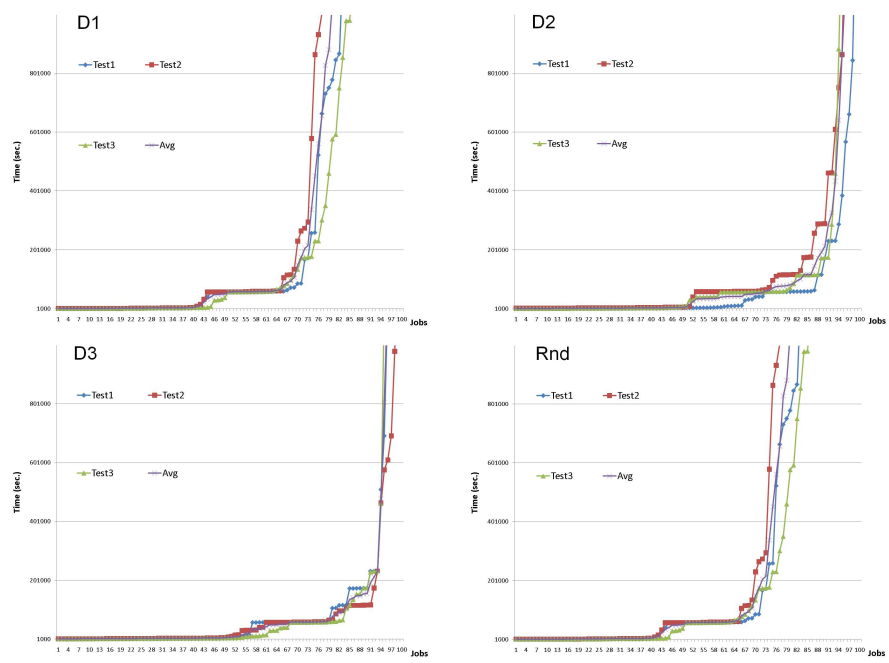 D1
Test1 Test2
Test3 Avg
Time (sec.)
801000
601000
401000
201000
1000
1 4 7 10 13 16 19 22 25 28 31 34 37 40 43 46 49 52 55 58 61 64 67 70 73 76 79 82 85 88 91 94 97 100
Jobs
D2
Test1 Test2
Test3 Avg
Time (sec.)
801000
601000
401000
201000
1000
1 4 7 10 13 16 19 22 25 28 31 34 37 40 43 46 49 52 55 58 61 64 67 70 73 76 79 82 85 88 91 94 97 100
Jobs
D3
Test1 Test2
Test3 Avg
Time (sec.)
801000
601000
401000
201000
1000
1 4 7 10 13 16 19 22 25 28 31 34 37 40 43 46 49 52 55 58 61 64 67 70 73 76 79 82 85 88 91 94 97 100
Jobs
Rnd
Test1 Test2
Test3 Avg
Time (sec.)
801000
601000
401000
201000
1000
1 4 7 10 13 16 19 22 25 28 31 34 37 40 43 46 49 52 55 58 61 64 67 70 73 76 79 82 85 88 91 94 97 100
Jobs